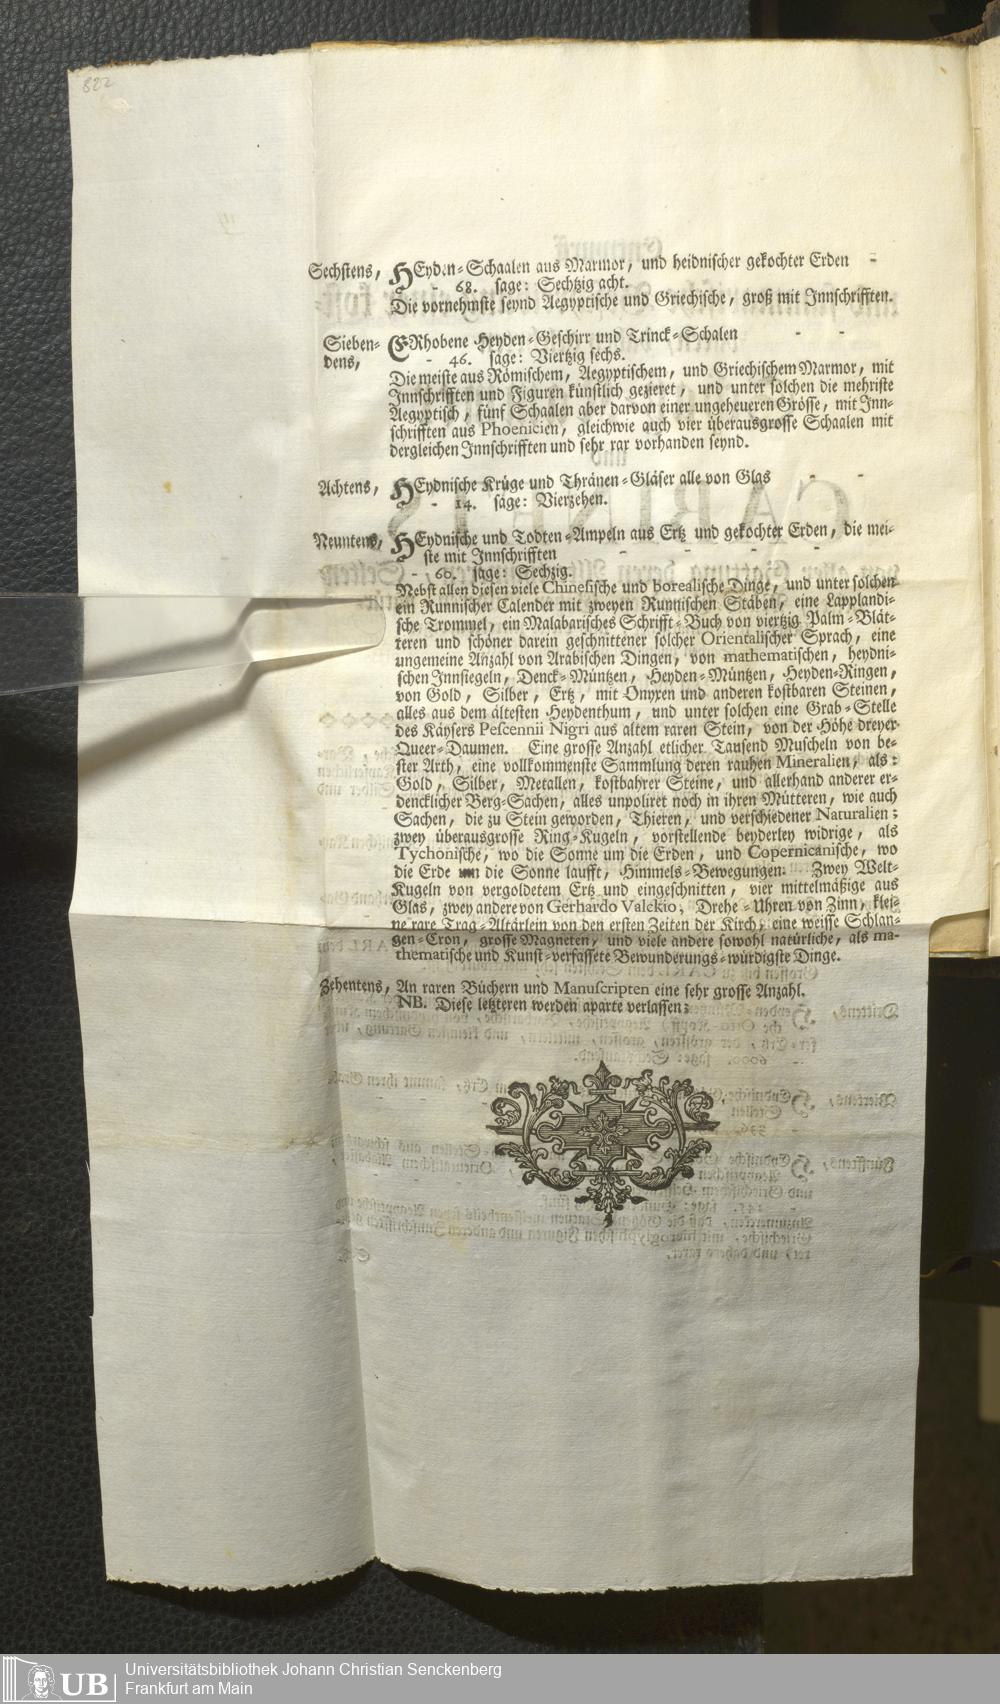 822
Sechstens, HEyden-Schaalen aus Marmor, und heidnischer gekochter Erden -
- 68. sage: Sechtzig acht.
Die vornehmste seynd Aegyptische und Griechische, groß mit Innschrifften.
Sieben- ERhobene Heyden-Geschirr und Trinck-Schalen - -
dens, - 46. sage: Viertzig sechs.
Die meiste aus Römischem, Aegyptischem, und Griechischem Marmor, mit
Innschrifften und Figuren künstlich gezieret, und unter solchen die mehriste
Aegyptisch, fünf Schaalen aber darvon einer ungeheueren Grösse, mit Inn-
schrifften aus Phoenicien, gleichwie auch vier überausgrosse Schaalen mit
dergleichen Innschrifften und sehr rar vorhanden seynd.
Achtens, HEydnische Krüge und Thränen-Gläser alle von Glas - -
- 14. sage: Vierzehen.
Neuntens, HEydnische und Todten-Ampeln aus Ertz und gekochter Erden, die mei-
ste mit Innschrifften - - - -
- 60. sage: Sechzig.
Nebst allen diesen viele Chinesische und borealische Dinge, und unter solchen
ein Runnischer Calender mit zweyen Runnischen Stäben, eine Lapplandi-
sche Trommel, ein Malabarisches Schrifft-Buch von viertzig Palm-Blät-
teren und schöner darein geschnittener solcher Orientalischer Sprach, eine
ungemeine Anzahl von Arabischen Dingen, von mathematischen, heydni-
schen Innsiegeln, Denck-Müntzen, Heyden-Müntzen, Heyden-Ringen,
von Gold, Silber, Ertz, mit Onyxen und anderen kostbaren Steinen,
alles aus dem ältesten Heydenthum, und unter solchen eine Grab-Stelle
des Käysers Pescennii Nigri aus altem raren Stein, von der Höhe dreyer
Queer-Daumen. Eine grosse Anzahl etlicher Tausend Muscheln von be-
ster Arth, eine vollkommenste Sammlung deren rauhen Mineralien, als:
Gold, Silber, Metallen, kostbahrer Steine, und allerhand anderer er-
dencklicher Berg-Sachen, alles unpoliret noch in ihren Mütteren, wie auch
Sachen, die zu Stein geworden, Thieren, und verschiedener Naturalien;
zwey überausgrosse Ring-Kugeln, vorstellende beyderley widrige, als
Tychonische, wo die Sonne um die Erden, und Copernicanische, wo
die Erde um die Sonne laufft, Himmels-Bewegungen. Zwey Welt-
Kugeln von vergoldetem Ertz und eingeschnitten, vier mittelmäßige aus
Glas, zwey andere von Gerhardo Valckio, Drehe-Uhren von Zinn, klei-
ne rare Trag-Altärlein von den ersten Zeiten der Kirch, eine weisse Schlan-
gen-Cron, grosse Magneten, und viele andere sowohl natürliche, als ma-
thematische und Kunst-verfassete Bewunderungs-würdigste Dinge.
Zehentens, An raren Büchern und Manuscripten eine sehr grosse Anzahl.
NB. Diese letzteren werden aparte verlassen;
Universitätsbibliothek Johann Christian Senckenberg
UB Frankfurt am Main